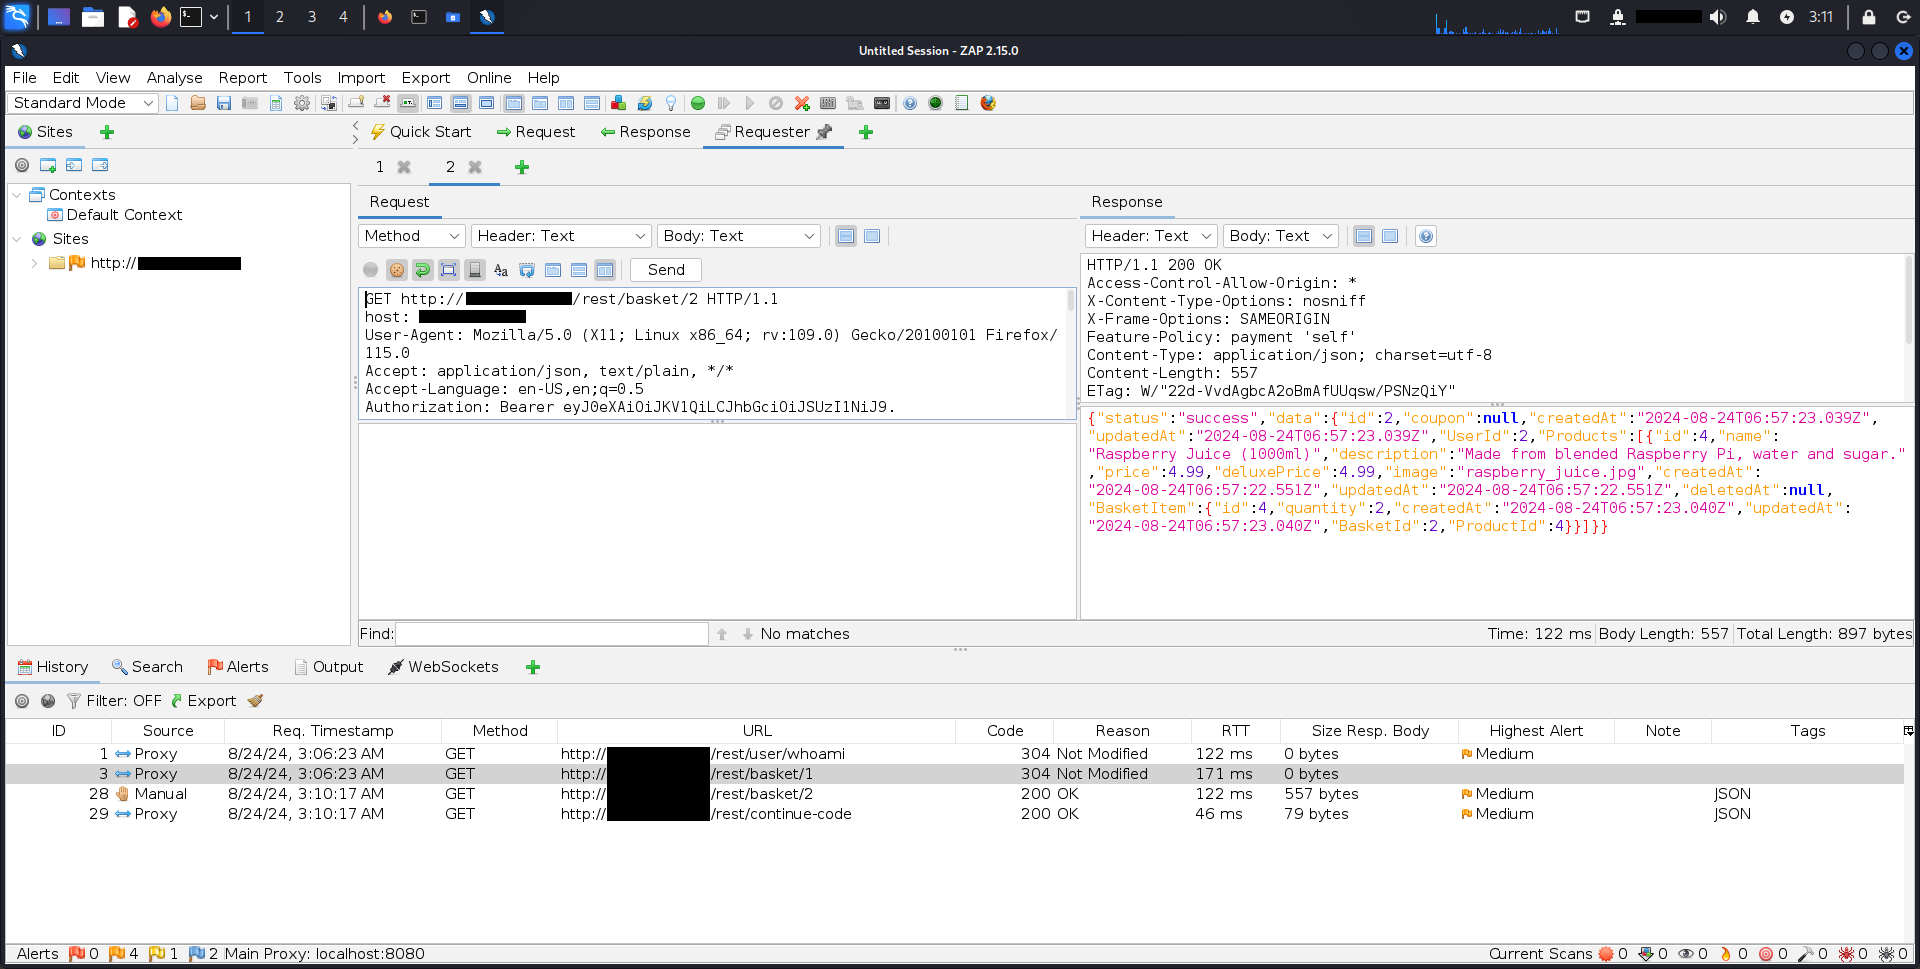 1 2 3 4 3:11
Untitled Session - ZAP 2.15.0
File Edit View Analyse Report Tools Import Export Online Help
Standard Mode
Sites
Quick Start Request Response Requester
1 2
Contexts
Default Context
Sites
http://
Request
Method Header: Text Body: Text
Aa Send
GET http:// /rest/basket/2 HTTP/1.1
host:
User-Agent: Mozilla/5.0 (X11; Linux x86_64; rv:109.0) Gecko/20100101 Firefox/
115.0
Accept: application/json, text/plain, */*
Accept-Language: en-US,en;q=0.5
Authorization: Bearer eyJ0eXAiOiJKV1QiLCJhbGciOiJSUzI1NiJ9.
Response
Header: Text Body: Text
HTTP/1.1 200 OK
Access-Control-Allow-Origin: *
X-Content-Type-Options: nosniff
X-Frame-Options: SAMEORIGIN
Feature-Policy: payment 'self'
Content-Type: application/json; charset=utf-8
Content-Length: 557
ETag: W/"22d-VvdAgbcA2oBmAfUUqsw/PSNzQiY"
{"status":"success","data":{"id":2,"coupon":null,"createdAt":"2024-08-24T06:57:23.039Z",
"updatedAt":"2024-08-24T06:57:23.039Z","UserId":2,"Products":[{"id":4,"name":
"Raspberry Juice (1000ml)","description":"Made from blended Raspberry Pi, water and sugar."
,"price":4.99,"deluxePrice":4.99,"image":"raspberry_juice.jpg","createdAt":
"2024-08-24T06:57:22.551Z","updatedAt":"2024-08-24T06:57:22.551Z","deletedAt":null,
"BasketItem":{"id":4,"quantity":2,"createdAt":"2024-08-24T06:57:23.040Z","updatedAt":
"2024-08-24T06:57:23.040Z","BasketId":2,"ProductId":4}}]}}
Find: No matches
Time: 122 ms Body Length: 557 Total Length: 897 bytes
History Search Alerts Output WebSockets
Filter: OFF Export
ID Source Req. Timestamp Method URL Code Reason RTT Size Resp. Body Highest Alert Note Tags
1 Proxy 8/24/24, 3:06:23 AM GET http:// /rest/user/whoami 304 Not Modified 122 ms 0 bytes Medium
3 Proxy 8/24/24, 3:06:23 AM GET http:// /rest/basket/1 304 Not Modified 171 ms 0 bytes
28 Manual 8/24/24, 3:10:17 AM GET http:// /rest/basket/2 200 OK 122 ms 557 bytes Medium JSON
29 Proxy 8/24/24, 3:10:17 AM GET http:// /rest/continue-code 200 OK 46 ms 79 bytes Medium JSON
Alerts 0 4 1 2 Main Proxy: localhost:8080
Current Scans 0 0 0 0 0 0 0 0